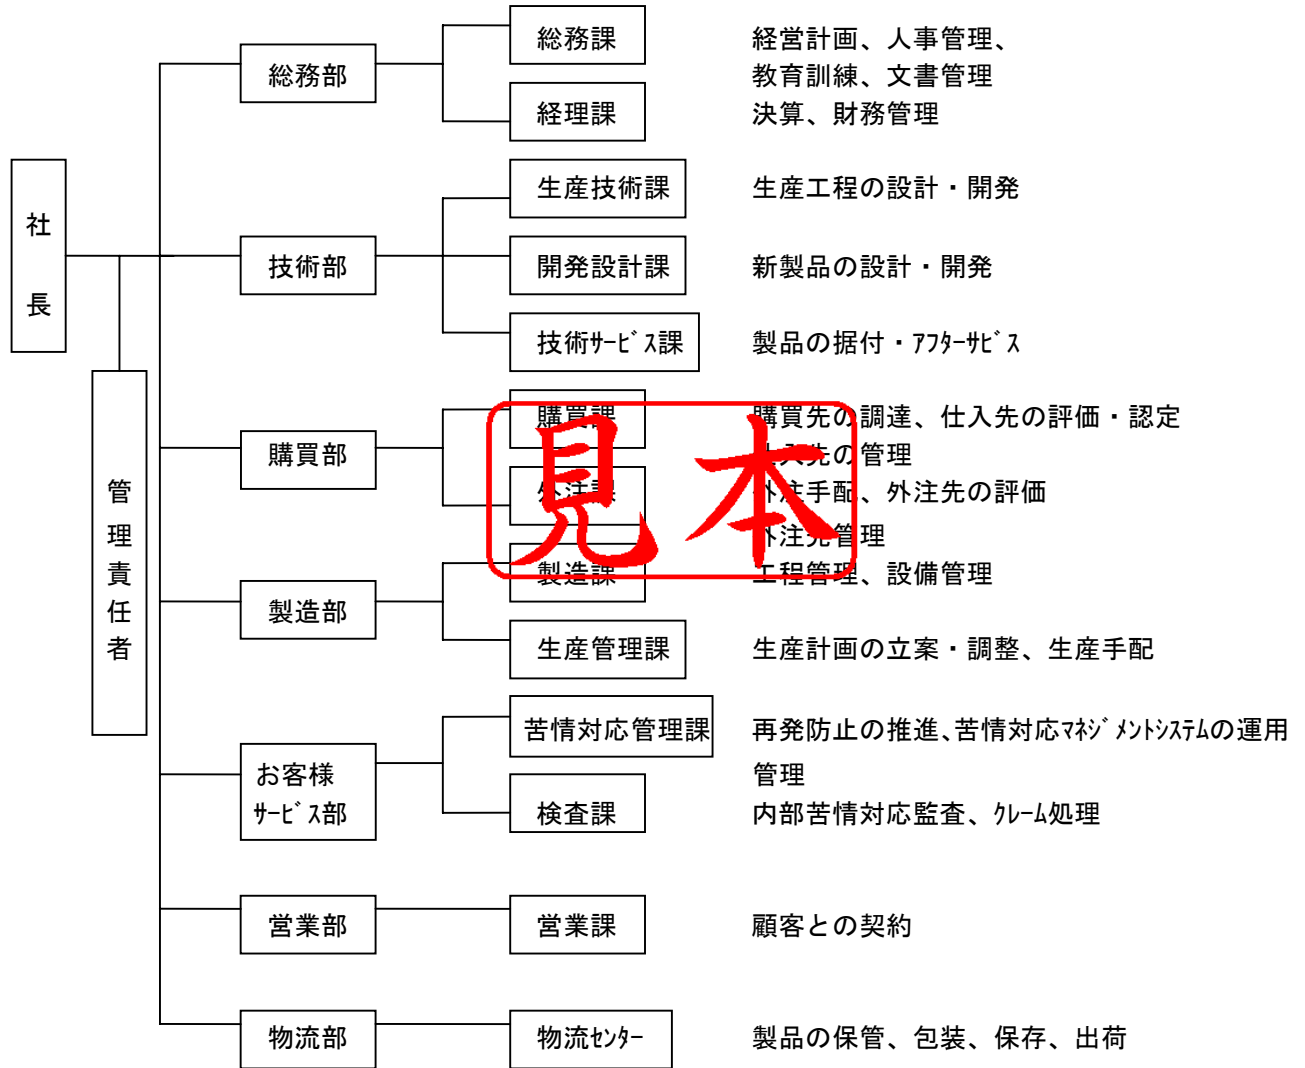 総務課
経営計画、人事管理、
総務部
教育訓練、文書管理
経理課
決算、財務管理
社長
生産技術課
生産工程の設計・開発
技術部
開発設計課
新製品の設計・開発
技術ｻｰﾋﾞｽ課
製品の据付・ｱﾌﾀｰｻﾋﾞｽ
管理責任者
購買課
購買先の調達、仕入先の評価・認定
購買部
入先の管理
外注課
外注手配、外注先の評価
外注先管理
見本
製造課
工程管理、設備管理
製造部
生産管理課
生産計画の立案・調整、生産手配
苦情対応管理課
再発防止の推進、苦情対応ﾏﾈｼﾞﾒﾝﾄｼｽﾃﾑの運用
お客様
管理
ｻｰﾋﾞｽ部
検査課
内部苦情対応監査、ｸﾚｰﾑ処理
営業部
営業課
顧客との契約
物流部
物流ｾﾝﾀｰ
製品の保管、包装、保存、出荷